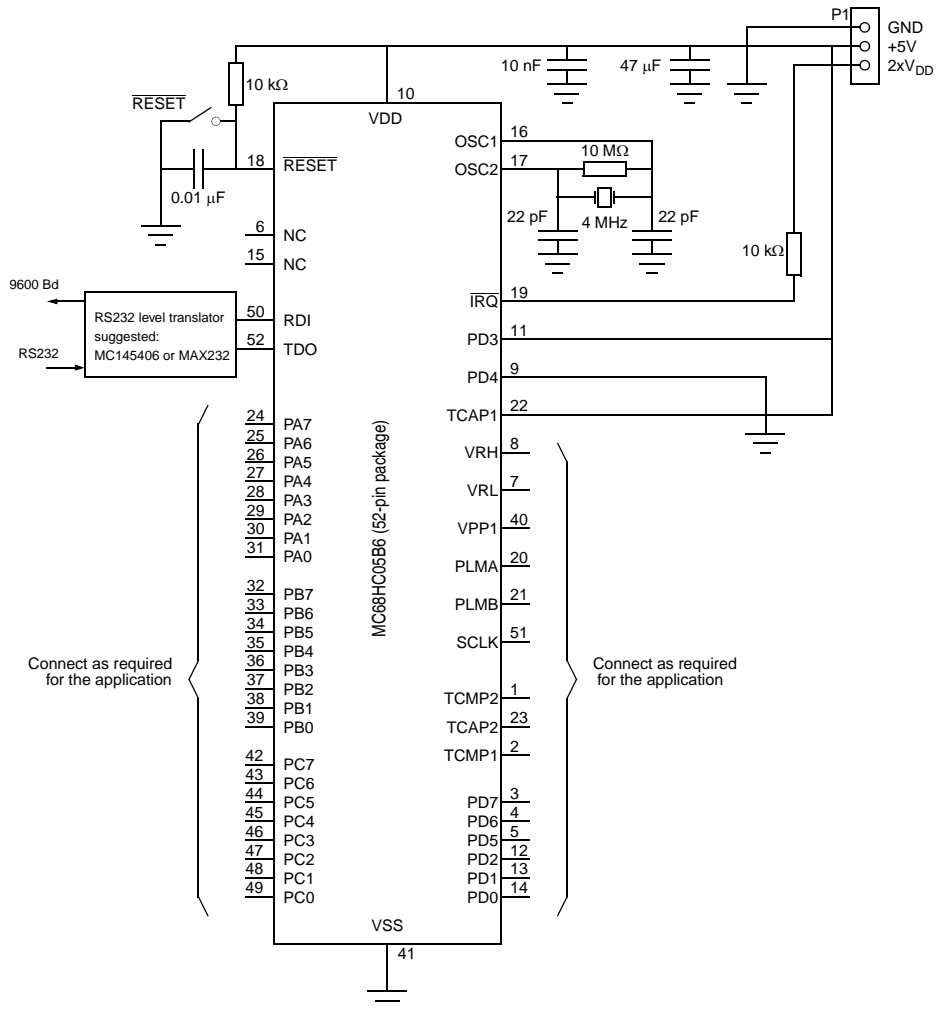 P1
GND
+5V
2xVDD
10 kΩ
10 nF
47 µF
RESET
10
VDD
18
RESET
0.01 µF
6
NC
15
NC
9600 Bd
RS232
RS232 level translator
suggested:
MC145406 or MAX232
50
RDI
52
TDO
16
OSC1
17
OSC2
10 MΩ
22 pF
4 MHz
22 pF
10 kΩ
19
IRQ
11
PD3
9
PD4
22
TCAP1
MC68HC05B6 (52-pin package)
24
PA7
25
PA6
26
PA5
27
PA4
28
PA3
29
PA2
30
PA1
31
PA0
32
PB7
33
PB6
34
PB5
35
PB4
36
PB3
37
PB2
38
PB1
39
PB0
42
PC7
43
PC6
44
PC5
45
PC4
46
PC3
47
PC2
48
PC1
49
PC0
Connect as required
for the application
8
VRH
7
VRL
40
VPP1
20
PLMA
21
PLMB
51
SCLK
1
TCMP2
23
TCAP2
2
TCMP1
3
PD7
4
PD6
5
PD5
12
PD2
13
PD1
14
PD0
Connect as required
for the application
VSS
41